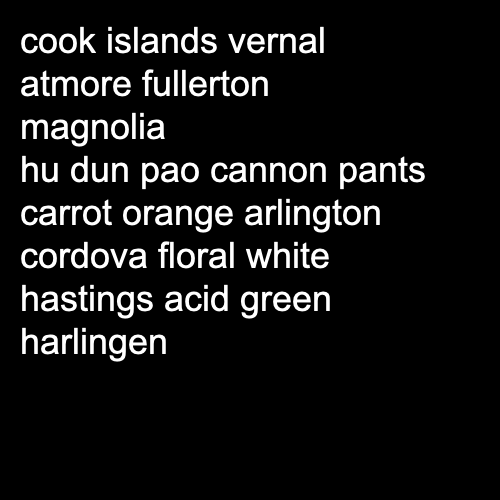 cook islands vernal
atmore fullerton
magnolia
hu dun pao cannon pants
carrot orange arlington
cordova floral white
hastings acid green
harlingen